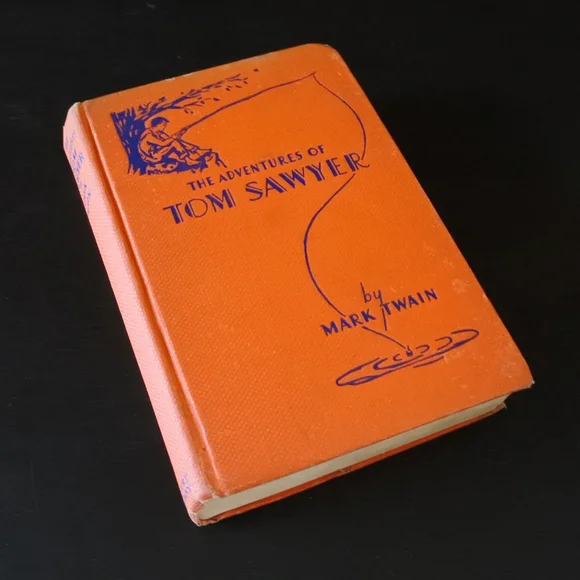 THE ADVENTURES OF
TOM SAWYER
by
MARK TWAIN